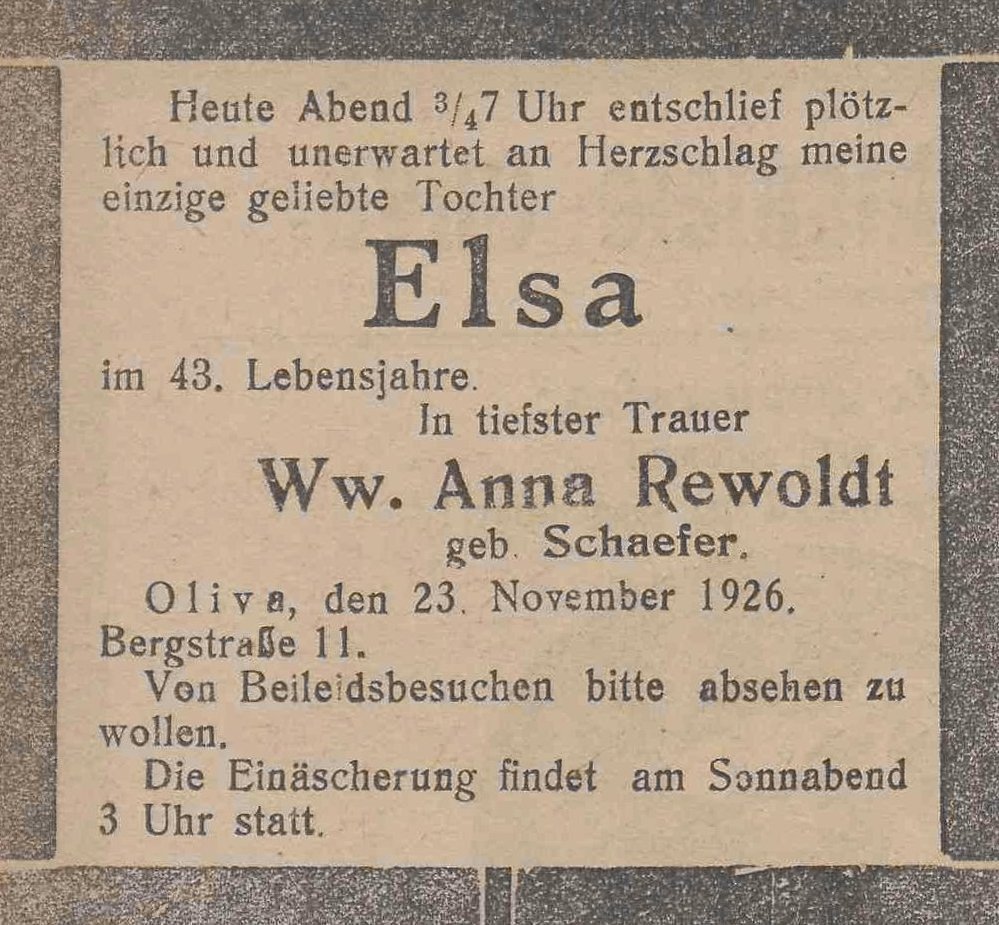 Heute Abend ¾7 Uhr entschlief plötz-
lich und unerwartet an Herzschlag meine
einzige geliebte Tochter
Elsa
im 43. Lebensjahre.
In tiefster Trauer
Ww. Anna Rewoldt
geb. Schaefer.
Oliva, den 23. November 1926.
Bergstraße 11.
Von Beileidsbesuchen bitte absehen zu
wollen.
Die Einäscherung findet am Sonnabend
3 Uhr statt.